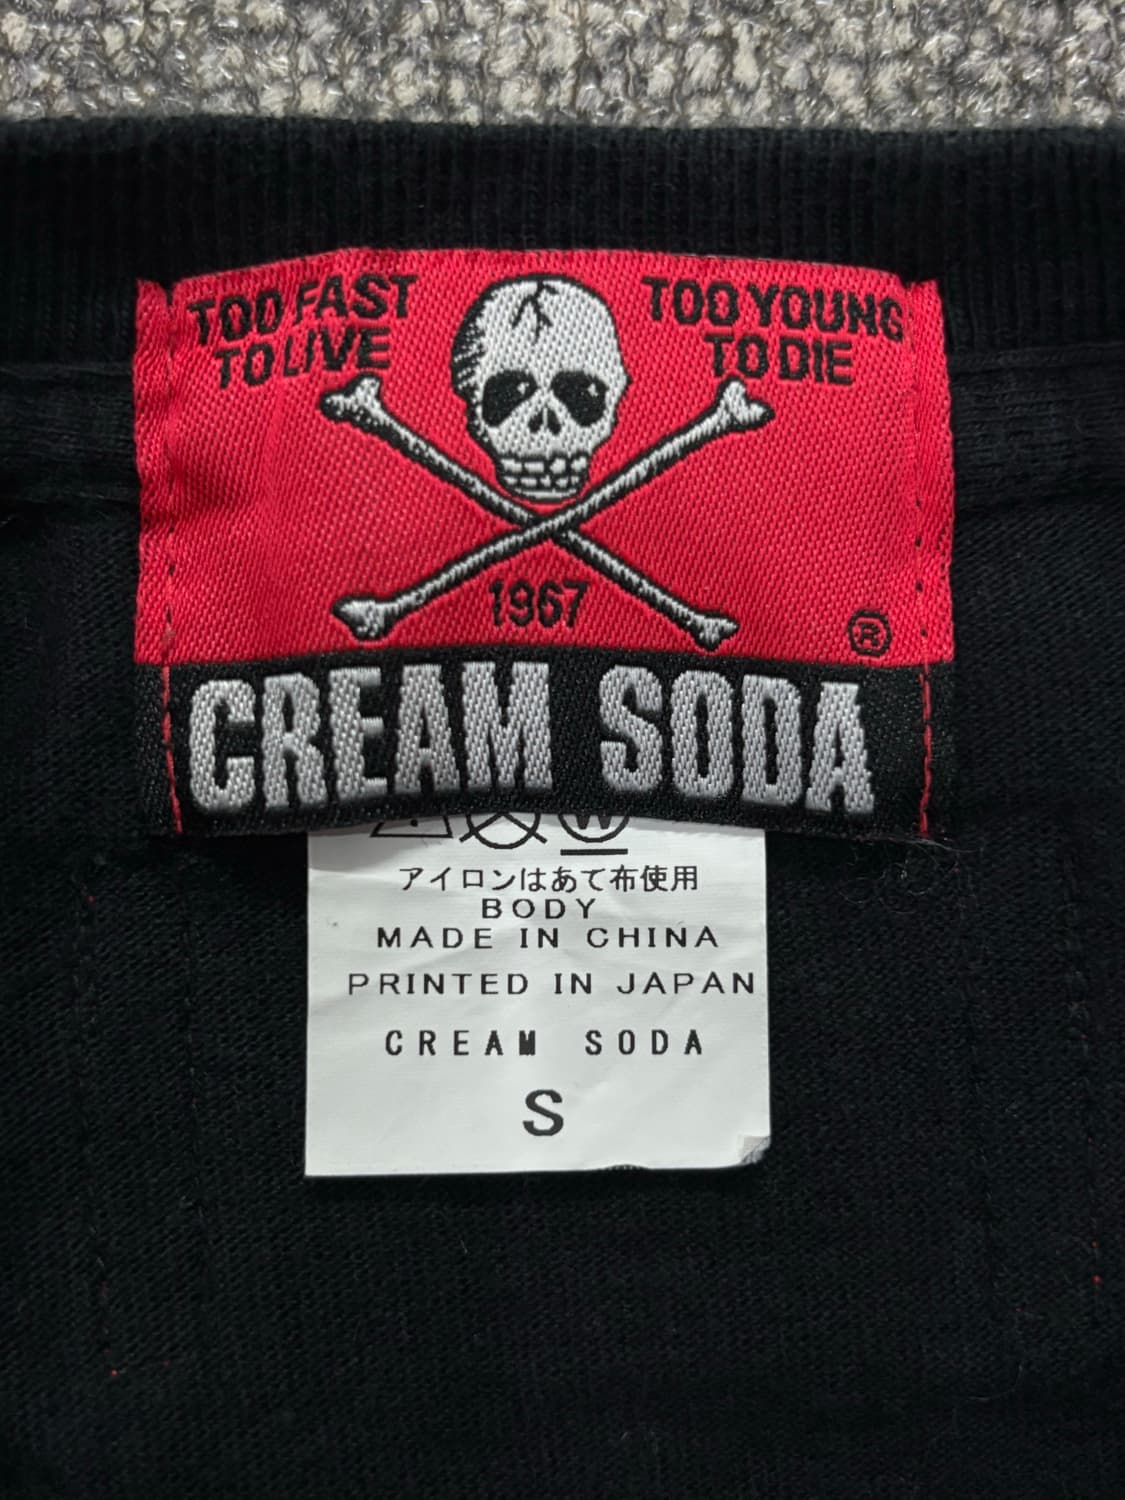 TOO FAST
TO LIVE
TOO YOUNG
TO DIE
1967
®
CREAM SODA
W
アイロンはあて布使用
BODY
MADE IN CHINA
PRINTED IN JAPAN
CREAM SODA
S